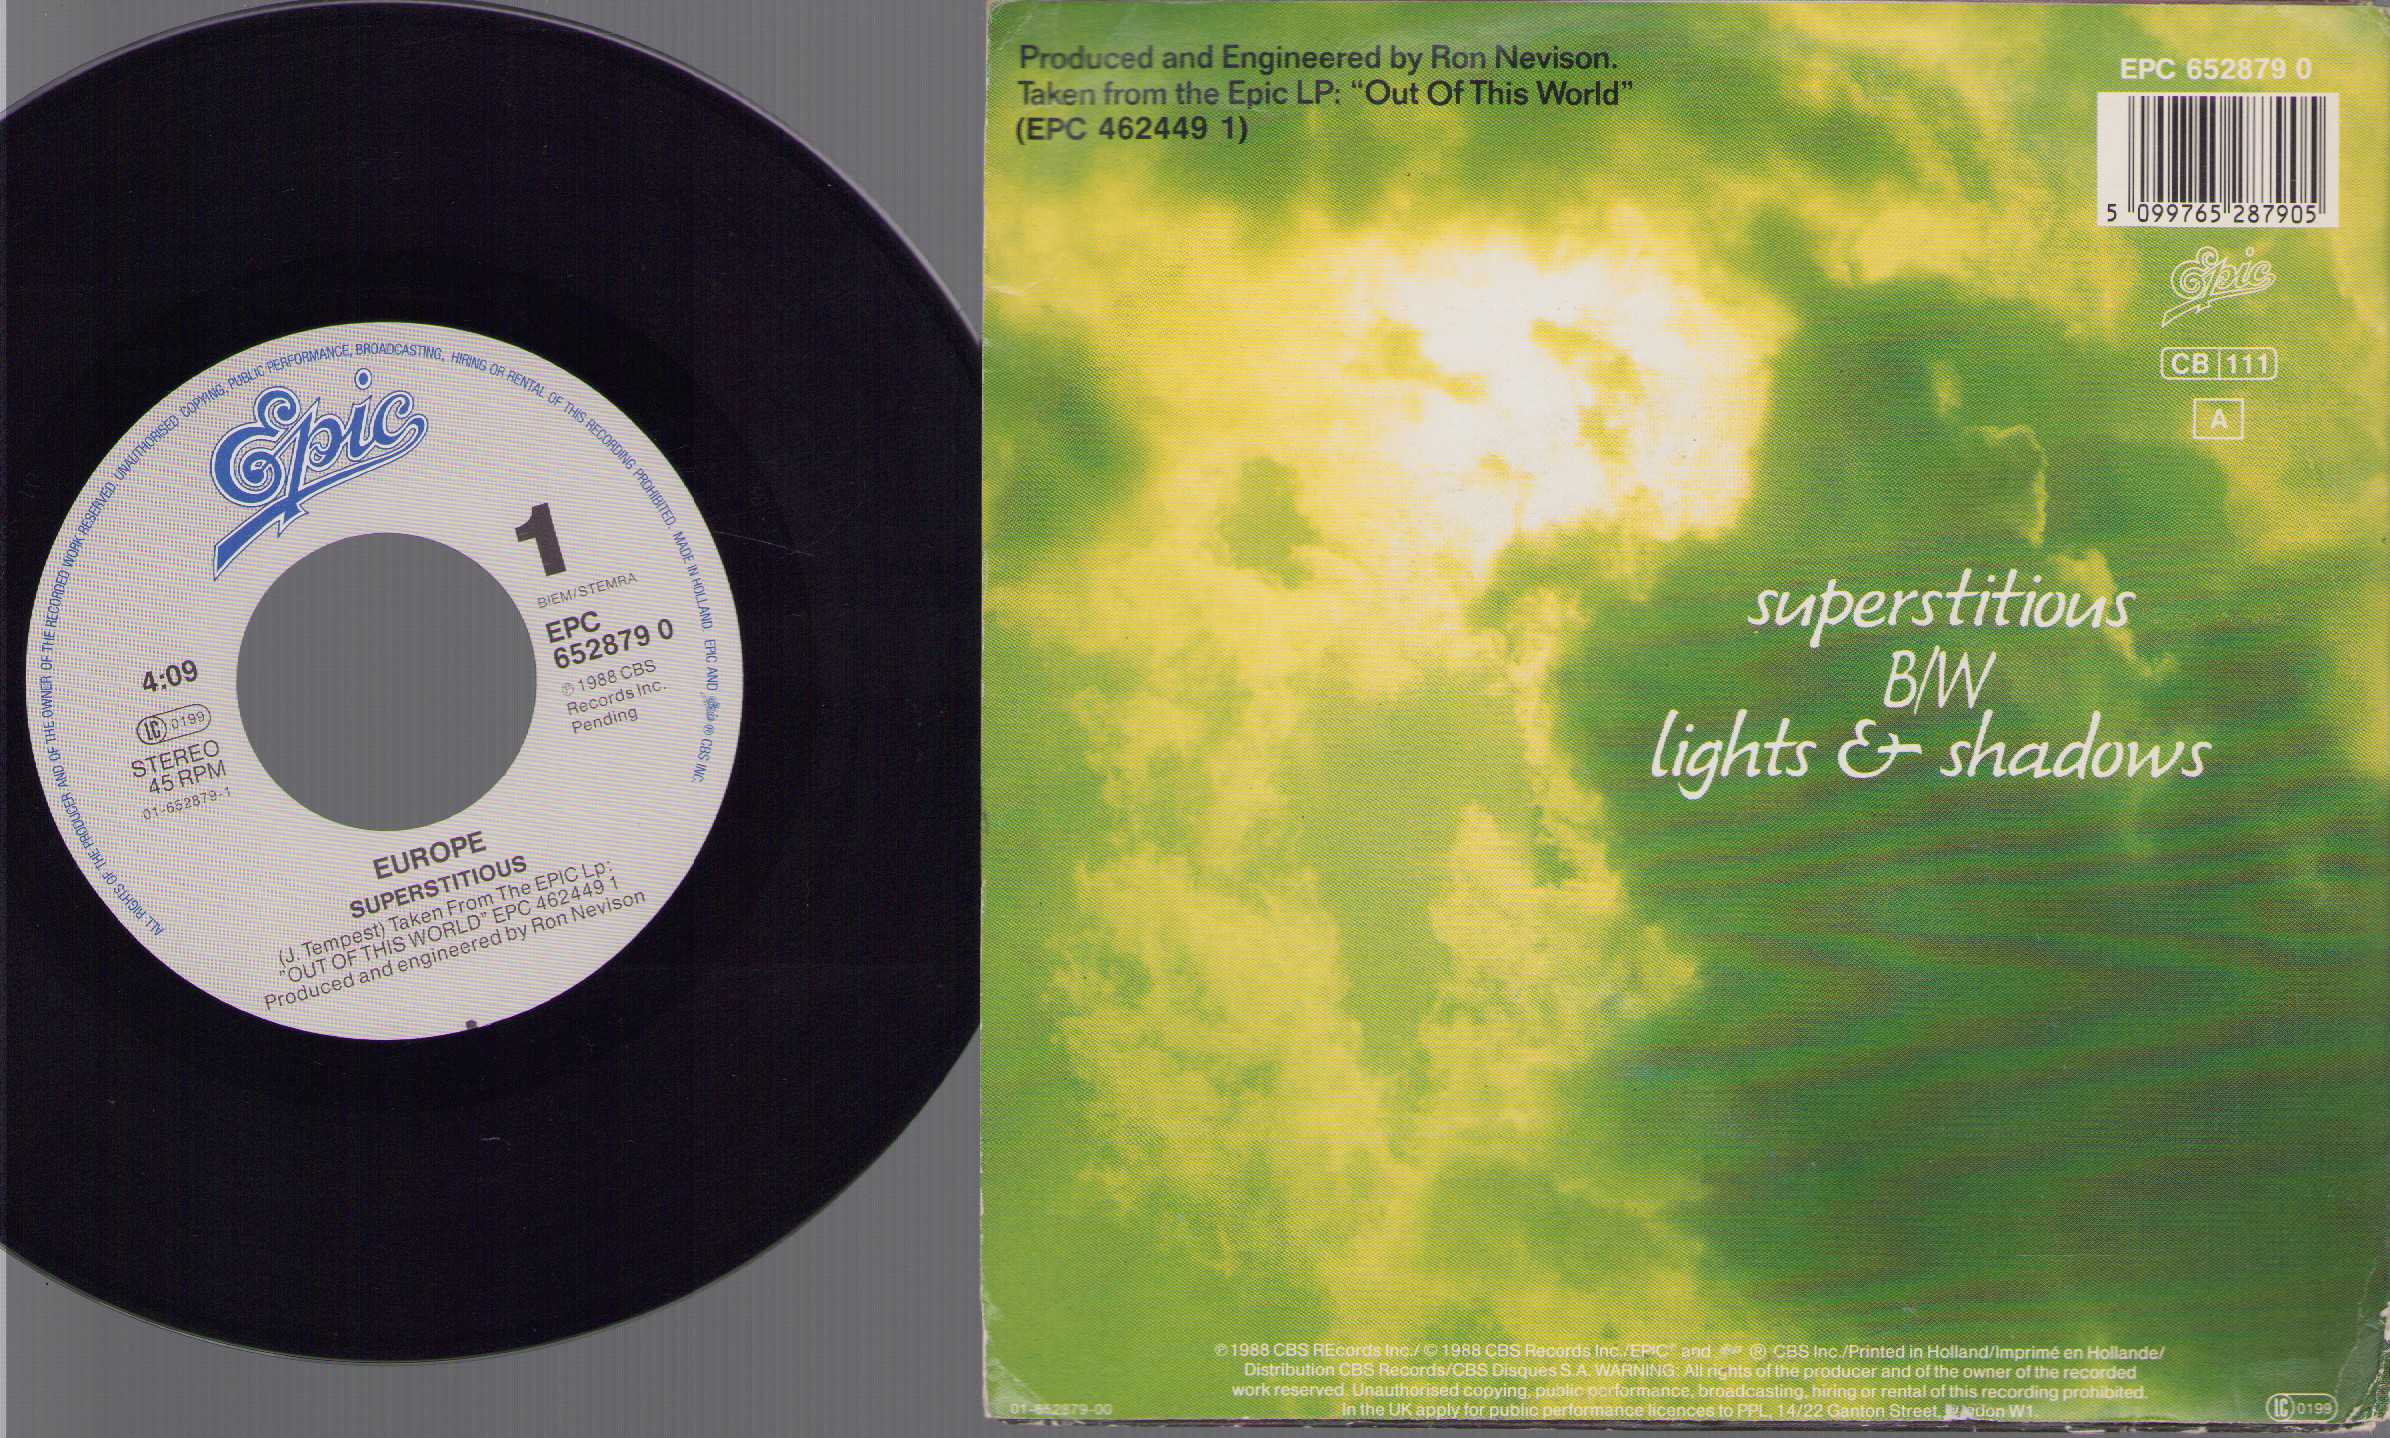 ALL RIGHTS OF THE PRODUCER AND OF THE OWNER OF THE RECORDED WORK RESERVED UNAUTHORISED COPYING, PUBLIC PERFORMANCE, BROADCASTING, HIRING OR RENTAL OF THIS RECORDING PROHIBITED. MADE IN HOLLAND EPIC AND ® CBS INC.
Epic
1
BIEM/STEMRA
EPC
652879 0
℗ 1988 CBS
Records Inc.
Pending
4:09
LC 0199
STEREO
45 RPM
01-652879-1
EUROPE
SUPERSTITIOUS
(J. Tempest) Taken From The EPIC Lp:
"OUT OF THIS WORLD" EPC 462449 1
Produced and engineered by Ron Nevison
Produced and Engineered by Ron Nevison.
Taken from the Epic LP: “Out Of This World”
(EPC 462449 1)
EPC 652879 0
5 099765 287905
Epic
CB 111
A
superstitious
B/W
lights & shadows
℗ 1988 CBS REcords Inc./ © 1988 CBS Records Inc./EPIC® and ® CBS Inc./Printed in Holland/Imprimé en Hollande/
Distribution CBS Records/CBS Disques S.A. WARNING: All rights of the producer and of the owner of the recorded
work reserved. Unauthorised copying, public performance, broadcasting, hiring or rental of this recording prohibited.
In the UK apply for public performance licences to PPL, 14/22 Ganton Street, London W1.
01-652879-00
LC 0199